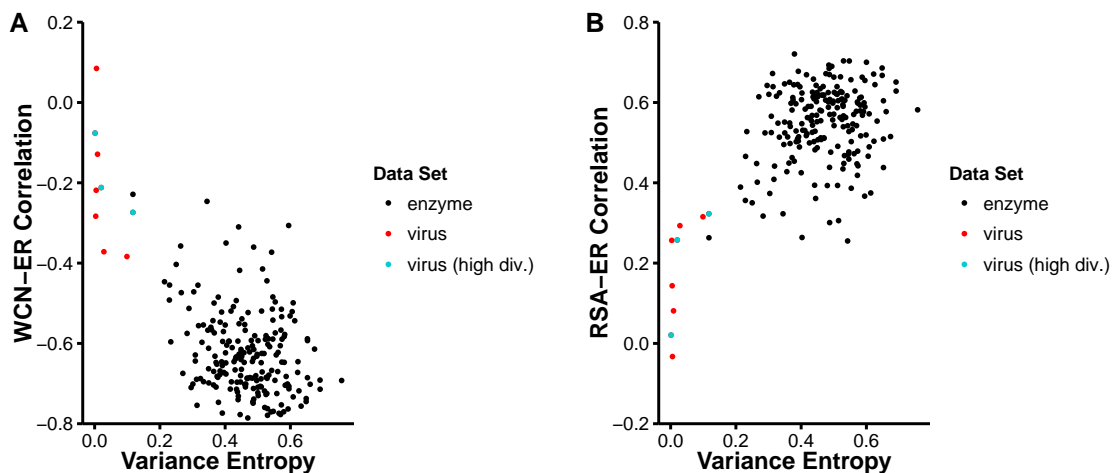 A
0.2
0.0
−0.2
−0.4
−0.6
−0.8
WCN−ER Correlation
0.0 0.2 0.4 0.6
Variance Entropy
Data Set
enzyme
virus
virus (high div.)
B
0.8
0.6
0.4
0.2
0.0
−0.2
RSA−ER Correlation
0.0 0.2 0.4 0.6
Variance Entropy
Data Set
enzyme
virus
virus (high div.)